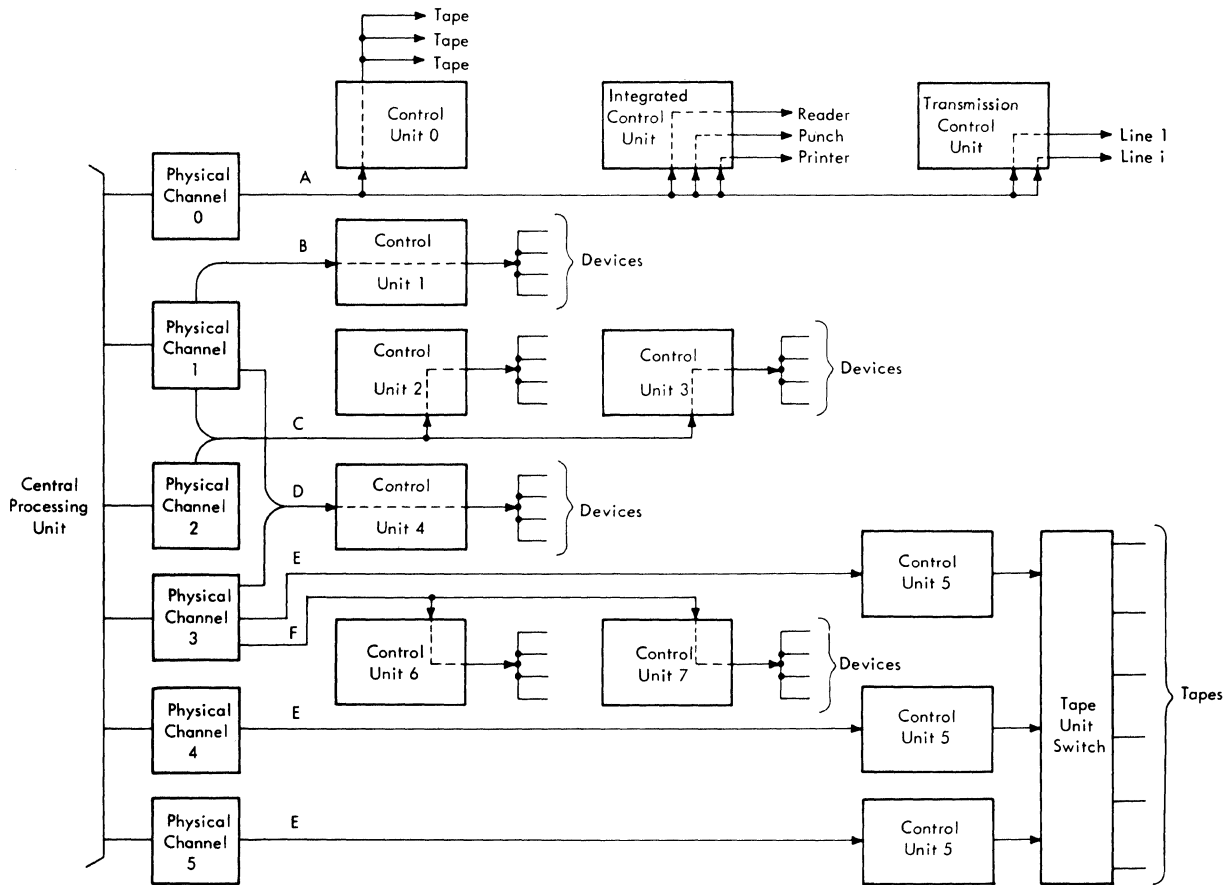 Tape
Tape
Tape
Control
Unit 0
Integrated
Control
Unit
Reader
Punch
Printer
Transmission
Control
Unit
Line 1
Line i
Physical
Channel
0
A
B
Control
Unit 1
Devices
Physical
Channel
1
Control
Unit 2
Control
Unit 3
Devices
C
Central
Processing
Unit
Physical
Channel
2
D
Control
Unit 4
Devices
E
Control
Unit 5
Physical
Channel
3
F
Control
Unit 6
Control
Unit 7
Devices
Physical
Channel
4
E
Control
Unit 5
Tape
Unit
Switch
Tapes
Physical
Channel
5
E
Control
Unit 5